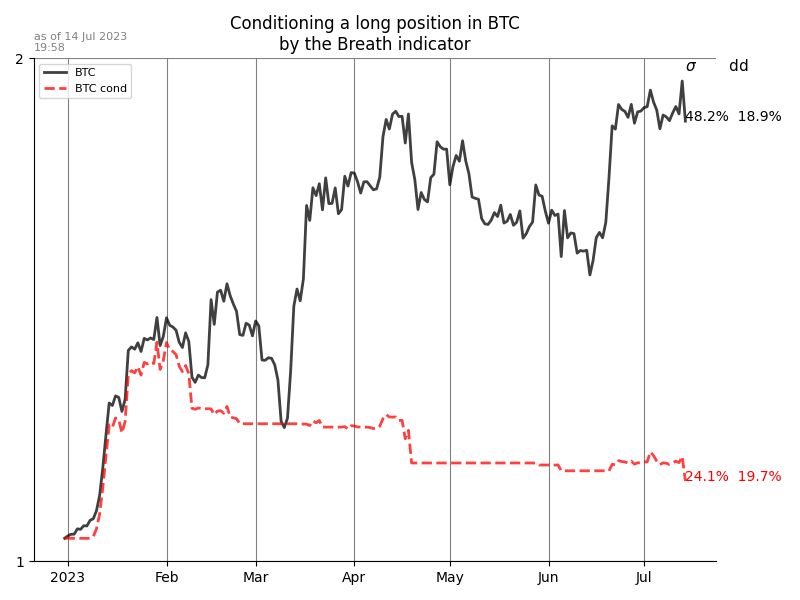 Conditioning a long position in BTC
by the Breath indicator
as of 14 Jul 2023
19:58
2
σ dd
BTC
BTC cond
48.2% 18.9%
24.1% 19.7%
1
2023 Feb Mar Apr May Jun Jul